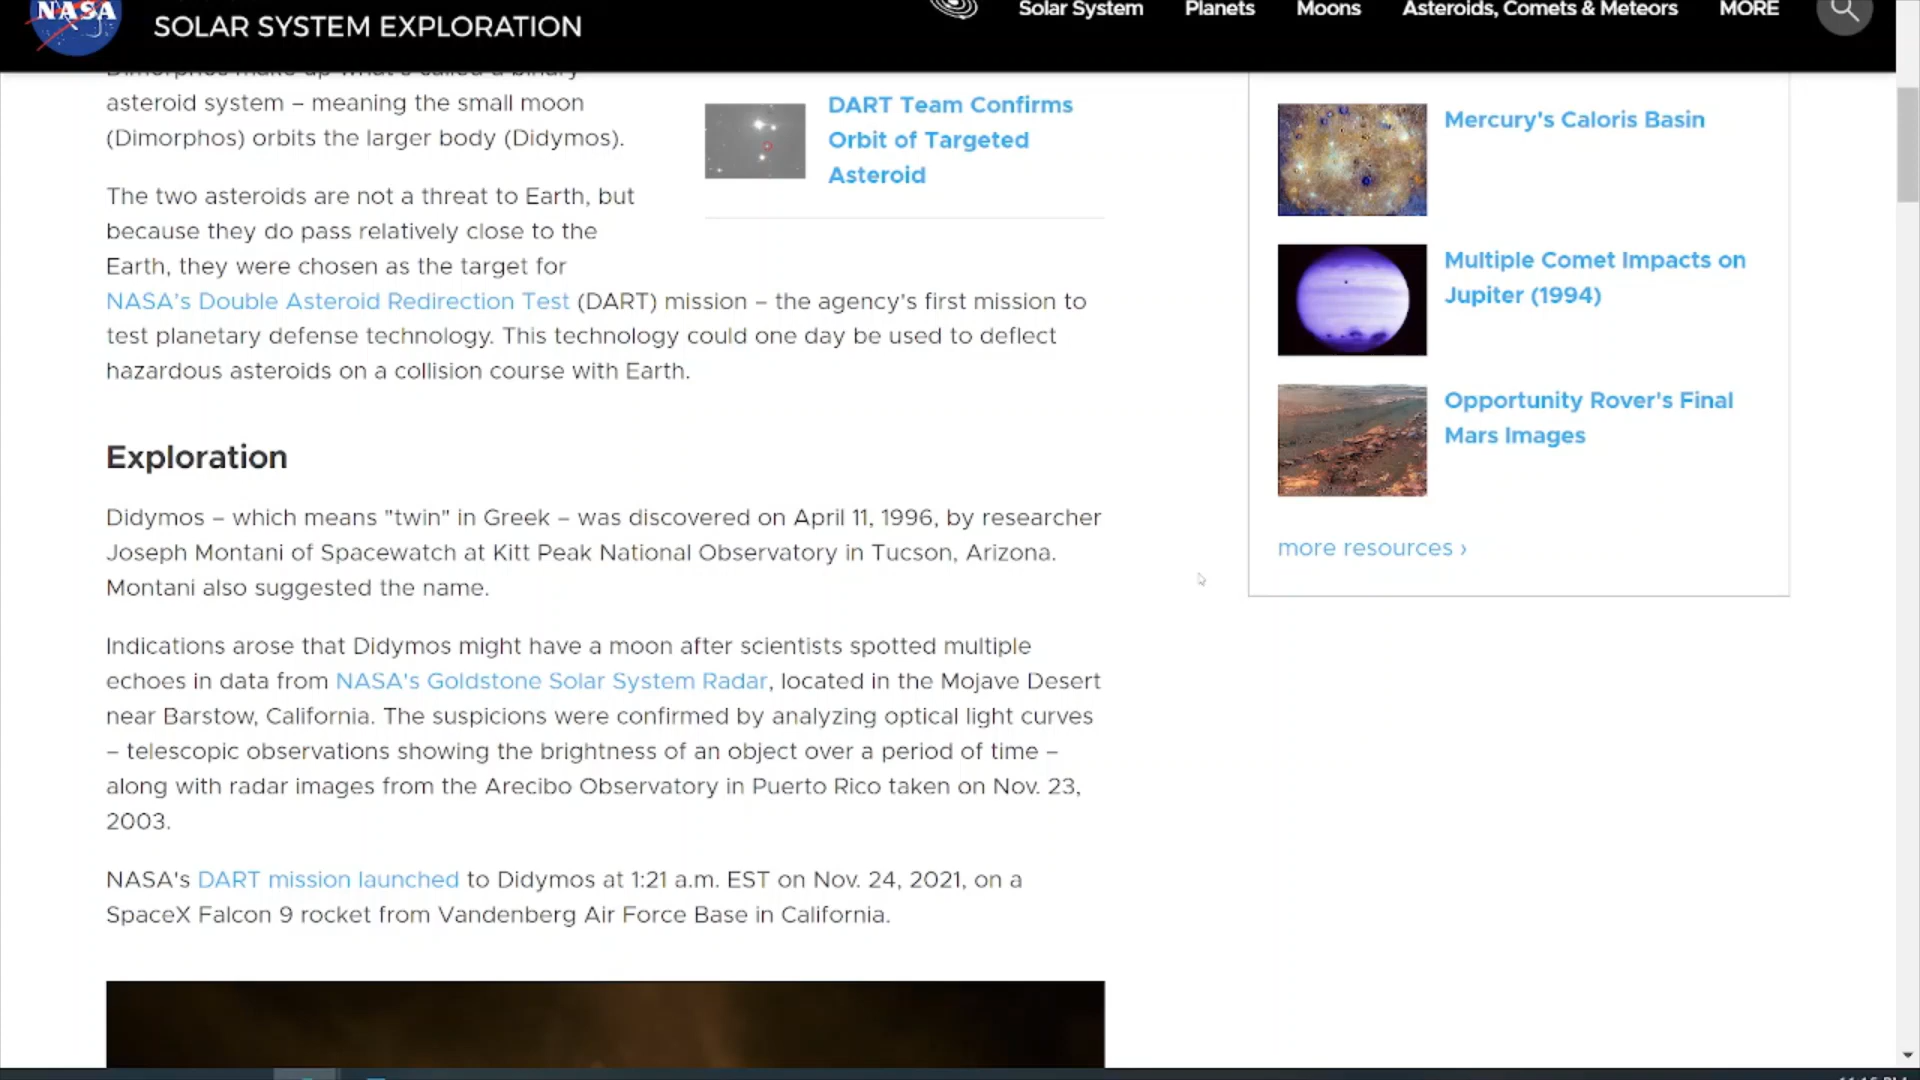 NASA
SOLAR SYSTEM EXPLORATION
Solar System
Planets
Moons
Asteroids, Comets & Meteors
MORE
Dimorphos make up what's called a binary
asteroid system – meaning the small moon
(Dimorphos) orbits the larger body (Didymos).
The two asteroids are not a threat to Earth, but
because they do pass relatively close to the
Earth, they were chosen as the target for
NASA's Double Asteroid Redirection Test (DART) mission – the agency's first mission to
test planetary defense technology. This technology could one day be used to deflect
hazardous asteroids on a collision course with Earth.
DART Team Confirms
Orbit of Targeted
Asteroid
Exploration
Didymos – which means "twin" in Greek – was discovered on April 11, 1996, by researcher
Joseph Montani of Spacewatch at Kitt Peak National Observatory in Tucson, Arizona.
Montani also suggested the name.
Indications arose that Didymos might have a moon after scientists spotted multiple
echoes in data from NASA's Goldstone Solar System Radar, located in the Mojave Desert
near Barstow, California. The suspicions were confirmed by analyzing optical light curves
– telescopic observations showing the brightness of an object over a period of time –
along with radar images from the Arecibo Observatory in Puerto Rico taken on Nov. 23,
2003.
NASA's DART mission launched to Didymos at 1:21 a.m. EST on Nov. 24, 2021, on a
SpaceX Falcon 9 rocket from Vandenberg Air Force Base in California.
Mercury's Caloris Basin
Multiple Comet Impacts on
Jupiter (1994)
Opportunity Rover's Final
Mars Images
more resources ›